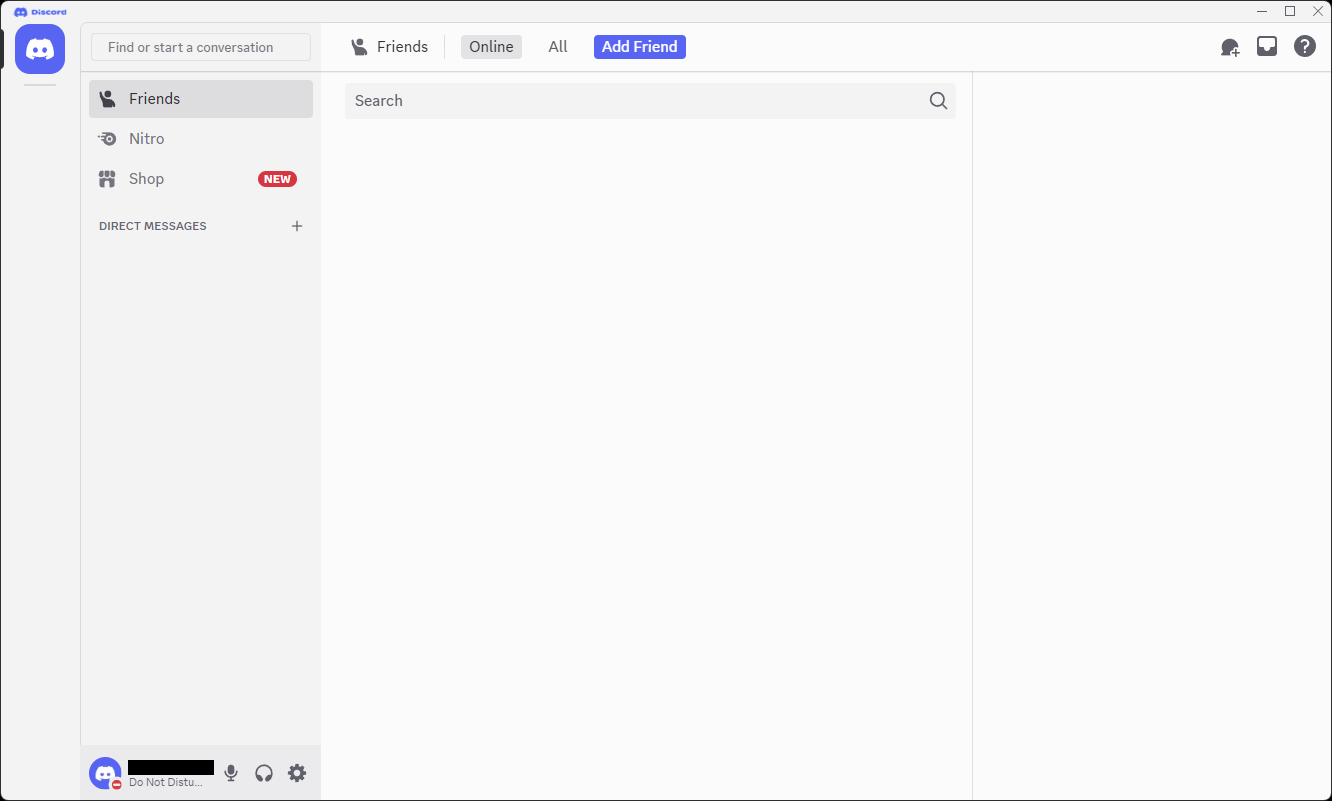 Discord
Find or start a conversation
Friends
Online
All
Add Friend
?
Friends
Nitro
Shop
NEW
DIRECT MESSAGES
Search
Do Not Distu...